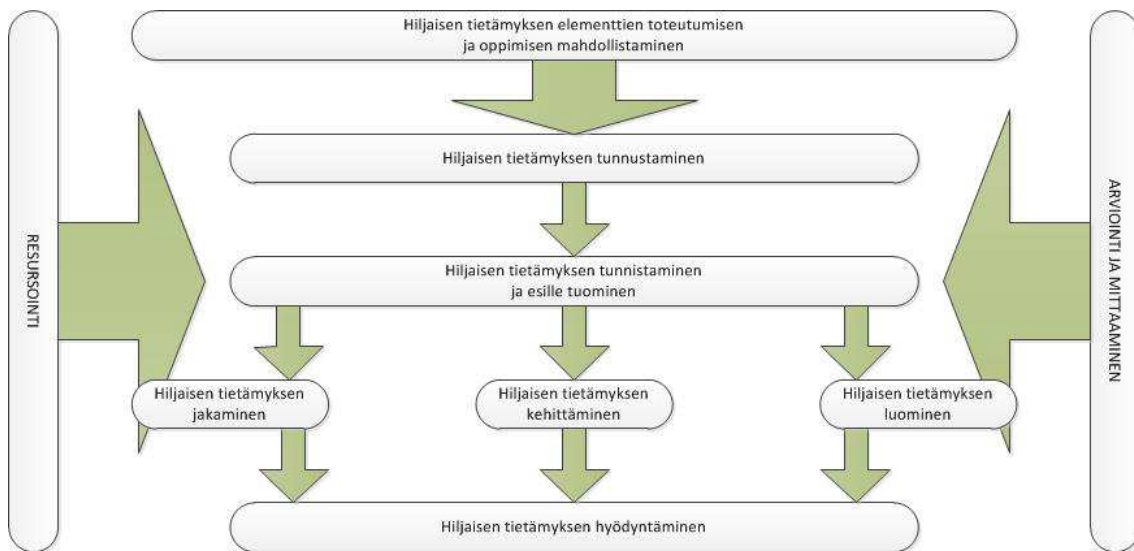 Hiljaisen tietämyksen elementtien toteutumisen
ja oppimisen mahdollistaminen
Hiljaisen tietämyksen tunnustaminen
RESURSOINTI
ARVIOINTI JA MITTAAMINEN
Hiljaisen tietämyksen tunnistaminen
ja esille tuominen
Hiljaisen tietämyksen
jakaminen
Hiljaisen tietämyksen
kehittäminen
Hiljaisen tietämyksen
luominen
Hiljaisen tietämyksen hyödyntäminen